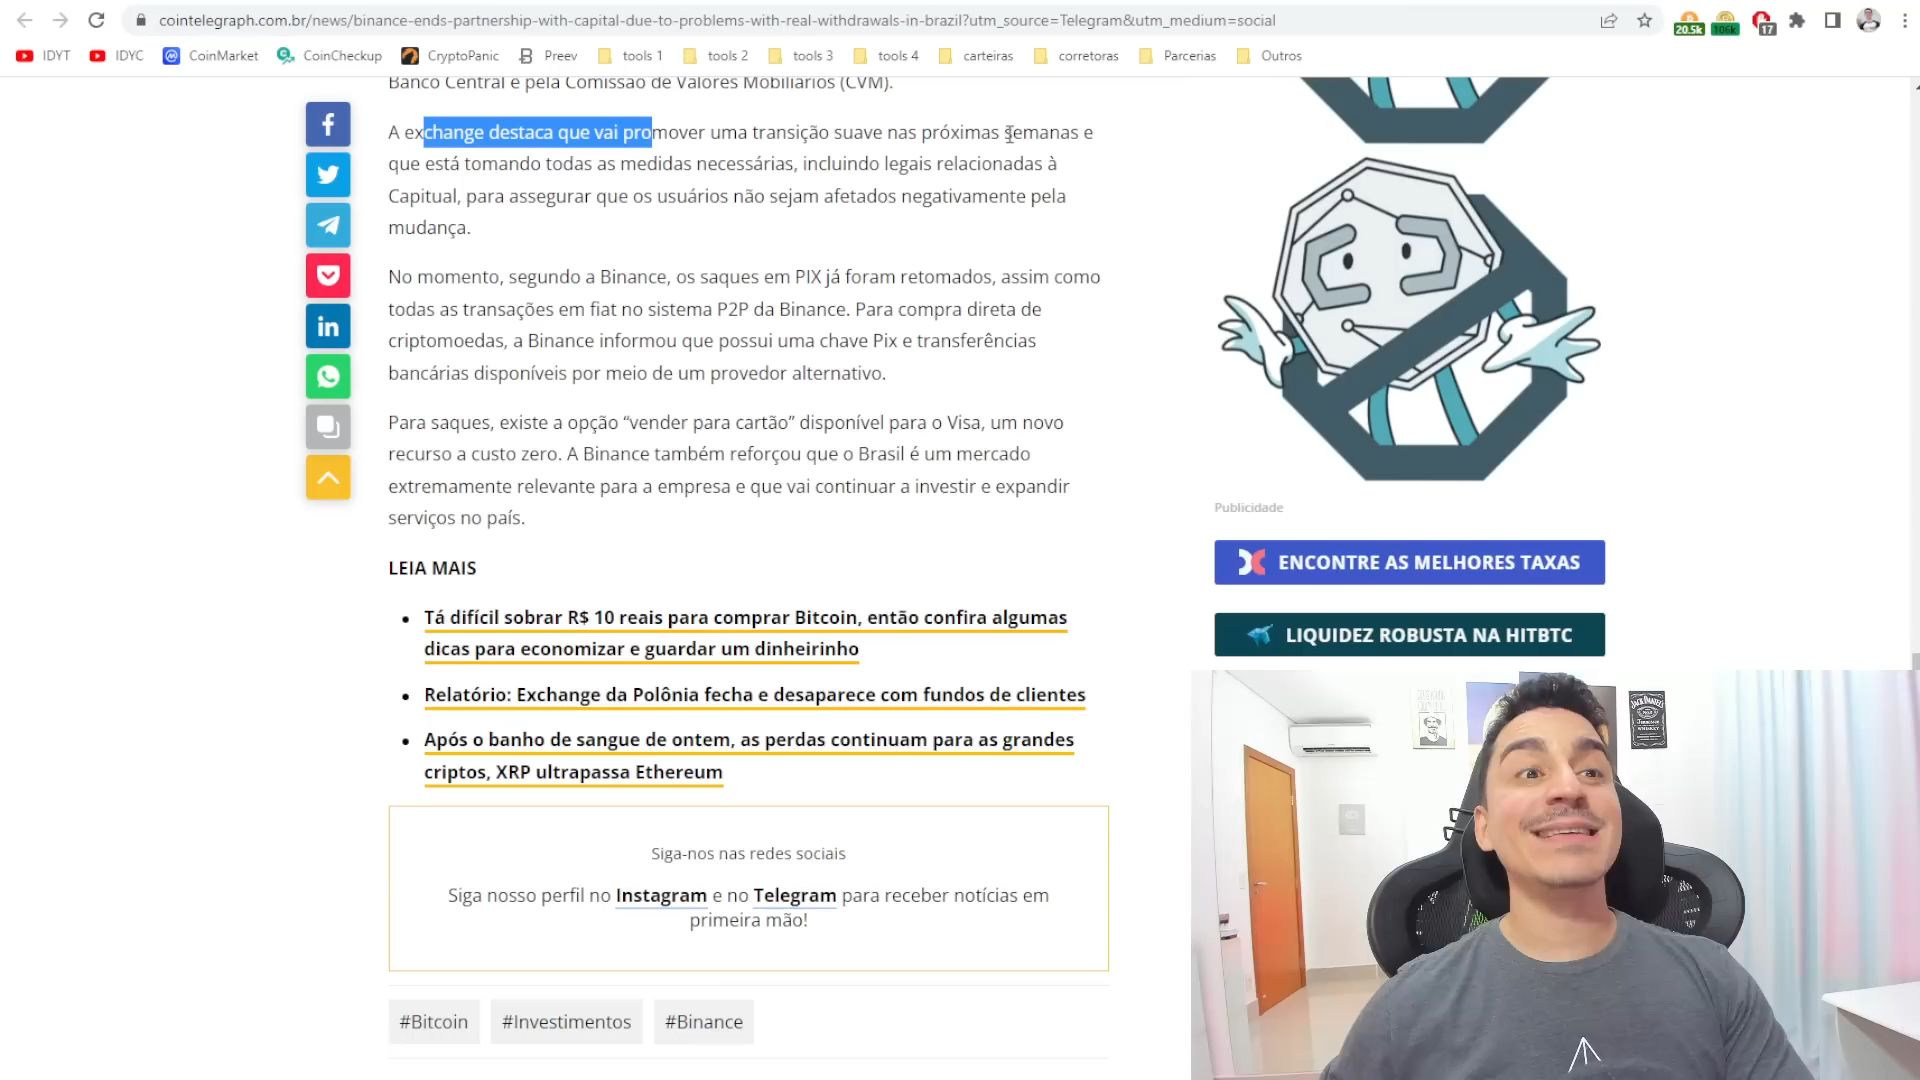 cointelegraph.com.br/news/binance-ends-partnership-with-capital-due-to-problems-with-real-withdrawals-in-brazil?utm_source=Telegram&utm_medium=social
20.5k
106k
17
IDYT
IDYC
CoinMarket
CoinCheckup
CryptoPanic
Preev
tools 1
tools 2
tools 3
tools 4
carteiras
corretoras
Parcerias
Outros
Banco Central e pela Comissão de Valores Mobiliários (CVM).
A exchange destaca que vai promover uma transição suave nas próximas semanas e
que está tomando todas as medidas necessárias, incluindo legais relacionadas à
Capitual, para assegurar que os usuários não sejam afetados negativamente pela
mudança.
No momento, segundo a Binance, os saques em PIX já foram retomados, assim como
todas as transações em fiat no sistema P2P da Binance. Para compra direta de
criptomoedas, a Binance informou que possui uma chave Pix e transferências
bancárias disponíveis por meio de um provedor alternativo.
Para saques, existe a opção “vender para cartão” disponível para o Visa, um novo
recurso a custo zero. A Binance também reforçou que o Brasil é um mercado
extremamente relevante para a empresa e que vai continuar a investir e expandir
serviços no país.
LEIA MAIS
Tá difícil sobrar R$ 10 reais para comprar Bitcoin, então confira algumas
dicas para economizar e guardar um dinheirinho
Relatório: Exchange da Polônia fecha e desaparece com fundos de clientes
Após o banho de sangue de ontem, as perdas continuam para as grandes
criptos, XRP ultrapassa Ethereum
Siga-nos nas redes sociais
Siga nosso perfil no Instagram e no Telegram para receber notícias em
primeira mão!
#Bitcoin
#Investimentos
#Binance
Publicidade
ENCONTRE AS MELHORES TAXAS
LIQUIDEZ ROBUSTA NA HITBTC
JACK DANIEL'S